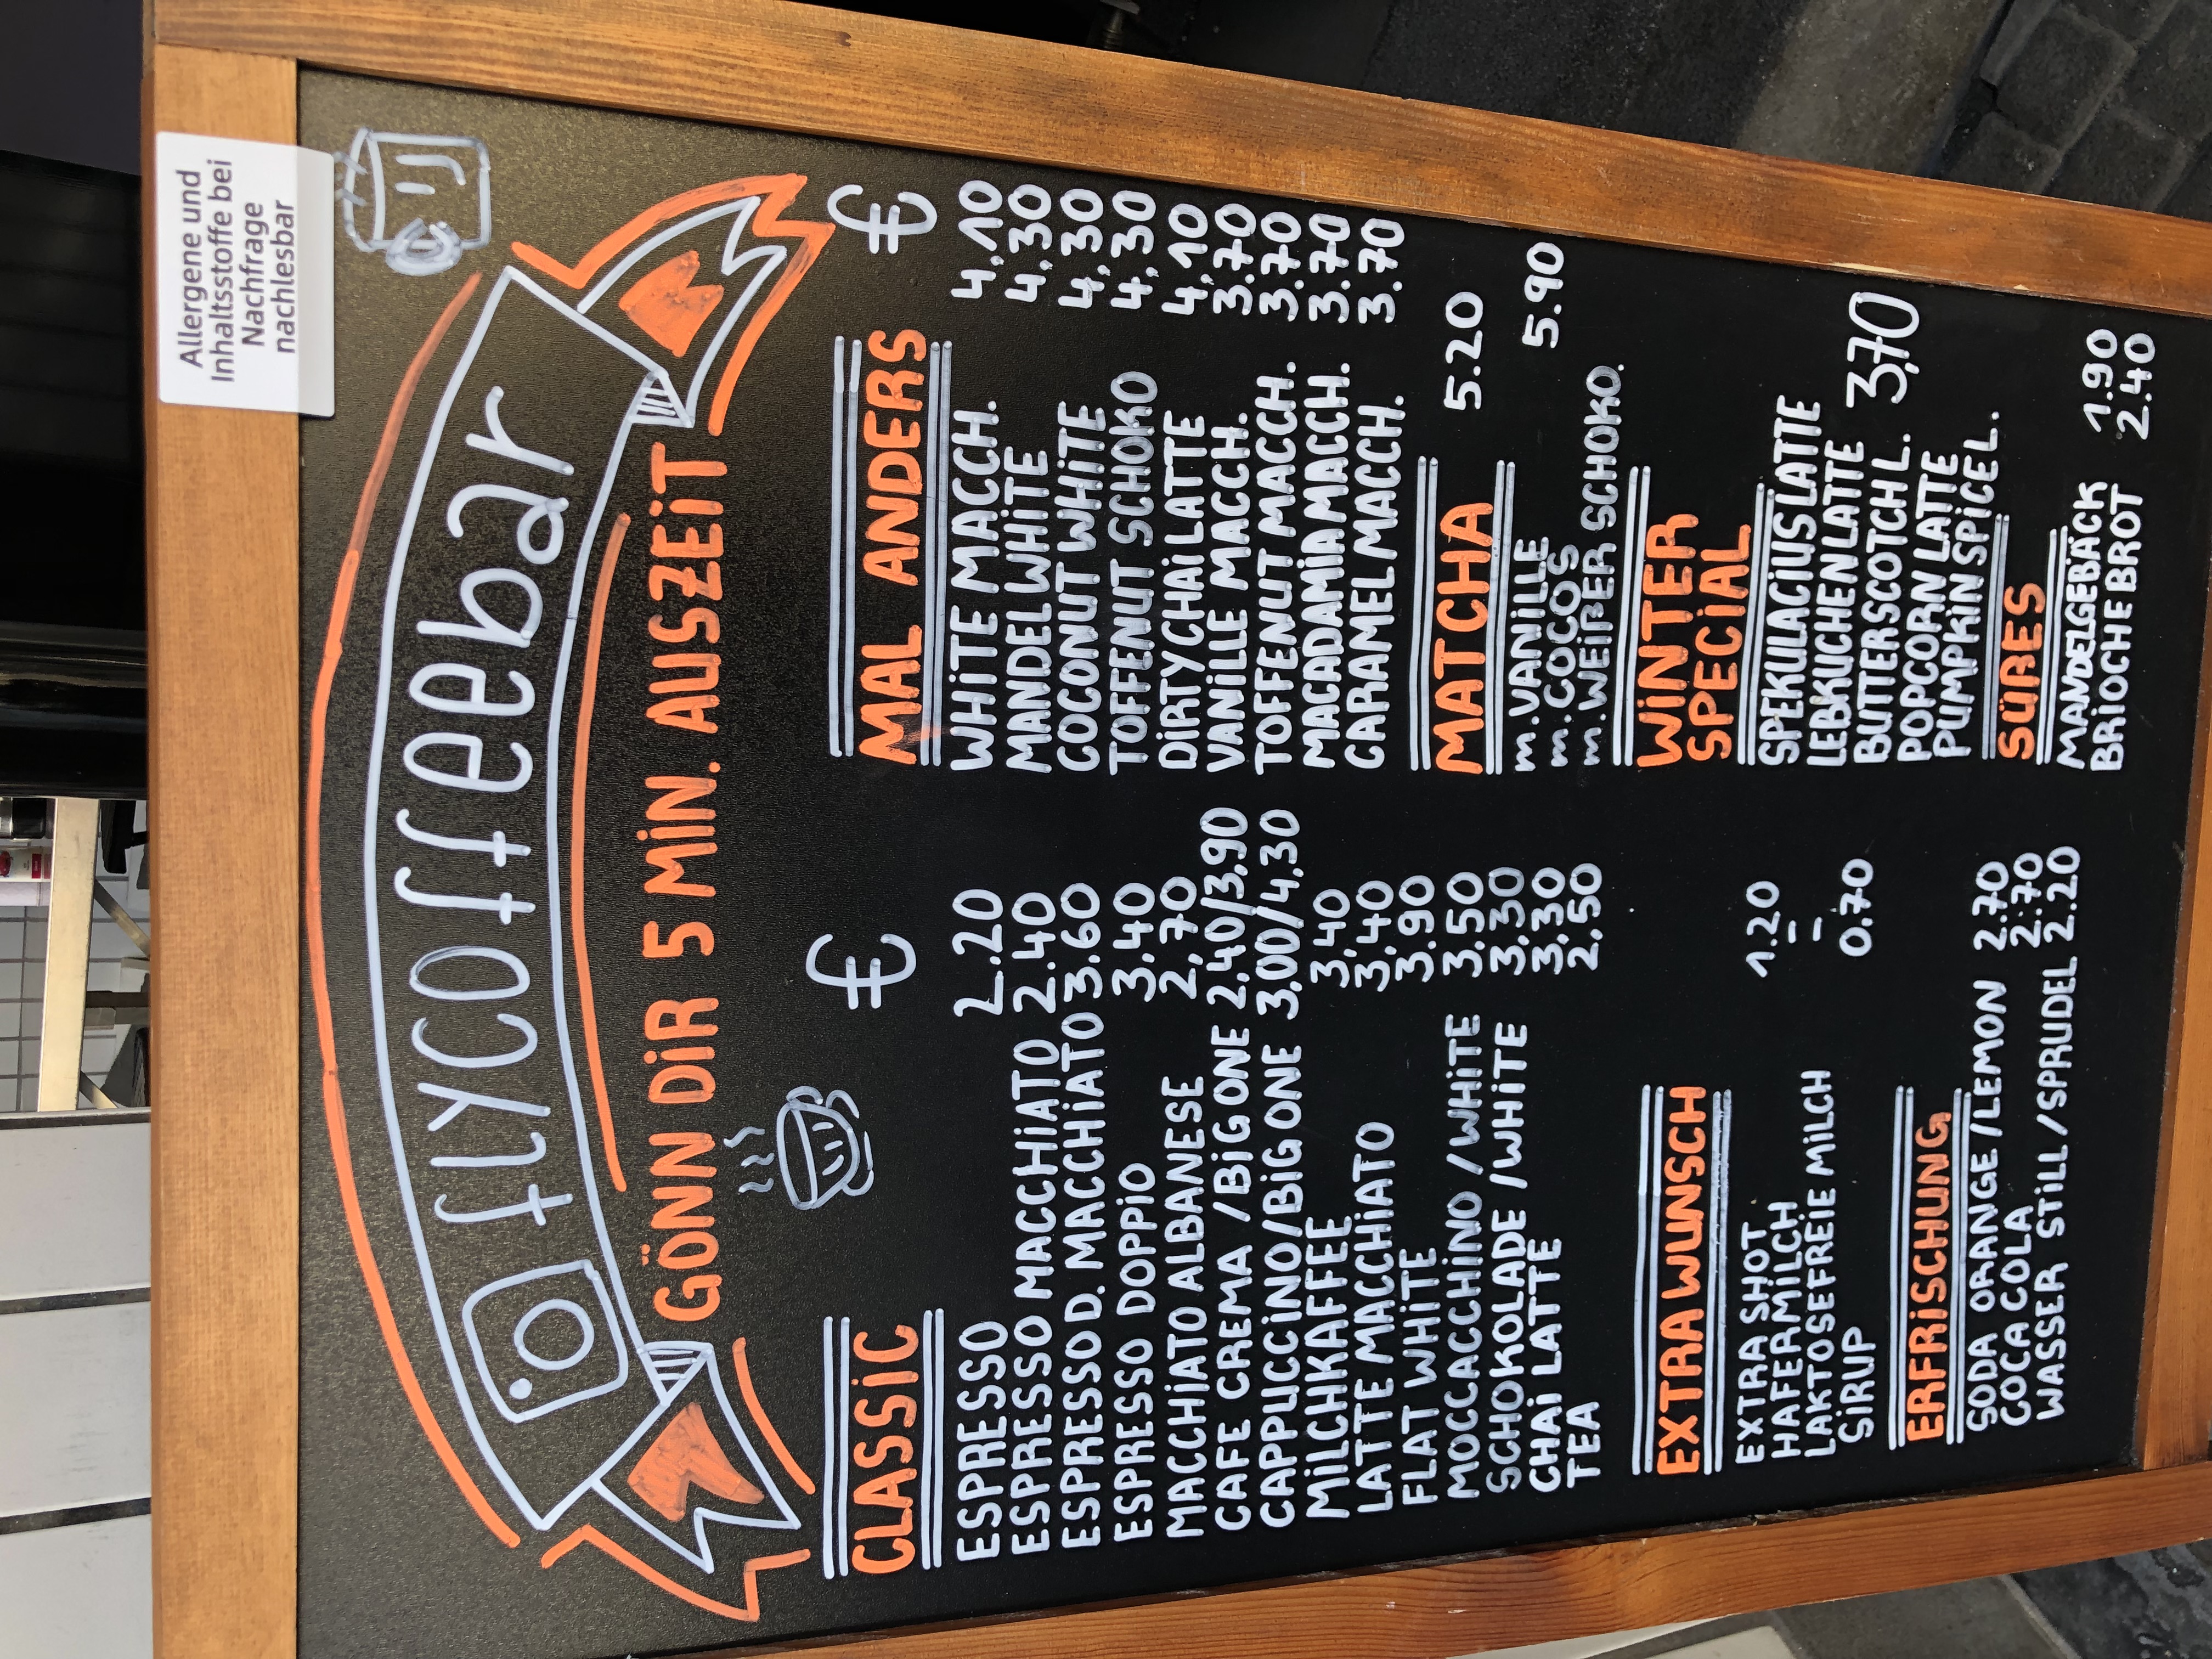 Allergene und
Inhaltsstoffe bei
Nachfrage
nachlesbar
flycoffeebar
GÖNN DiR 5 MiN. AUSZEiT
CLASSiC €
ESPRESSO 2.20
ESPRESSO MACCHiATO 2.40
ESPRESSO D. MACCHiATO 3.60
ESPRESSO DOPPiO 3.40
MACCHiATO ALBANESE 2,70
CAFE CREMA /BiG ONE 2,40/3,90
CAPPUCCiNO/BiG ONE 3,00/4,30
MiLCHKAFFEE 3,40
LATTE MACCHiATO 3,40
FLAT WHiTE 3.90
MOCCACCHiNO /WHiTE 3.50
SCHOKOLADE /WHiTE 3,30
CHAi LATTE 3,30
TEA 2,50
EXTRA WUNSCH
EXTRA SHOT 1.20
HAFERMiLCH –
LAKTOSEFREiE MiLCH –
SiRUP 0.70
ERFRiSCHUNG
SODA ORANGE /LEMON 2.70
COCA COLA 2.70
WASSER STiLL /SPRUDEL 2.20
MAL ANDERS €
WHiTE MACCH. 4,10
MANDEL WHiTE 4,30
COCONUT WHiTE 4,30
TOFFENUT SCHOKO 4,30
DiRTY CHAi LATTE 4,10
VANiLLE MACCH. 3.70
TOFFENUT MACCH. 3.70
MACADAMiA MACCH. 3.70
CARAMEL MACCH. 3.70
MATCHA 5.20
m. VANiLLE 5.90
m. COCOS
m. WEißER SCHOKO.
WiNTER
SPECiAL
SPEKULACiUS LATTE
LEBKUCHEN LATTE
BUTTERSCOTCH L. 3,70
POPCORN LATTE
PUMPKiN SPiCE L.
SÜßES
MANDELGEBÄCK 1.90
BRiOCHE BROT 2.40